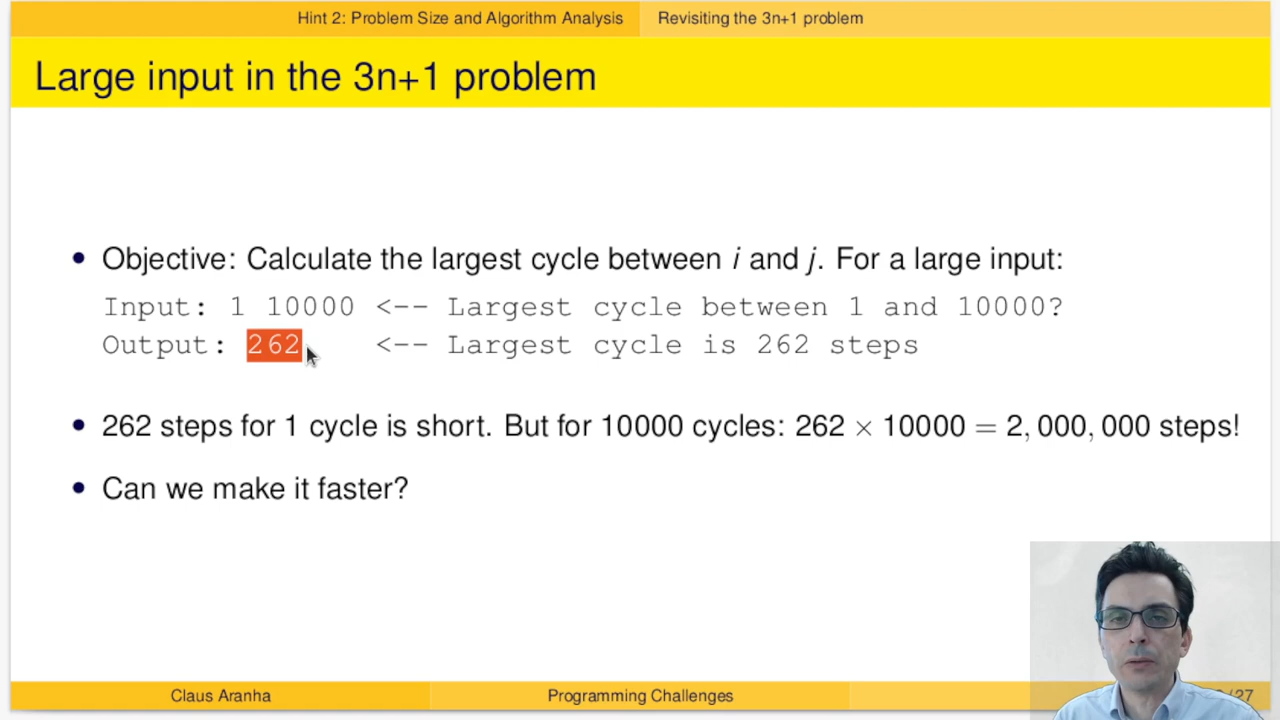 Hint 2: Problem Size and Algorithm Analysis Revisiting the 3n+1 problem
Large input in the 3n+1 problem
• Objective: Calculate the largest cycle between i and j. For a large input:
Input: 1 10000 <-- Largest cycle between 1 and 10000?
Output: 262 <-- Largest cycle is 262 steps
• 262 steps for 1 cycle is short. But for 10000 cycles: 262 × 10000 = 2, 000, 000 steps!
• Can we make it faster?
Claus Aranha Programming Challenges /27